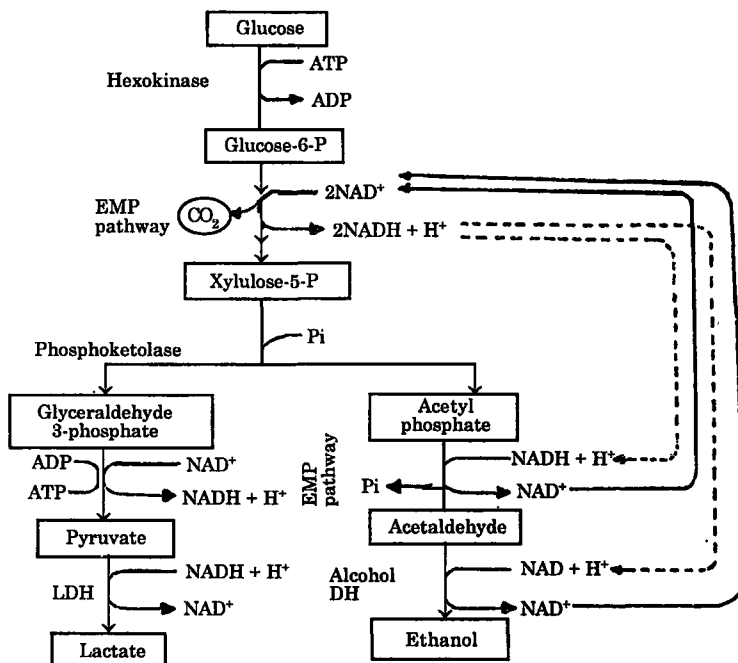 Glucose
ATP
Hexokinase
ADP
Glucose-6-P
2NAD⁺
EMP
pathway
CO₂
2NADH + H⁺
Xylulose-5-P
Pi
Phosphoketolase
Glyceraldehyde
3-phosphate
Acetyl
phosphate
ADP
NAD⁺
ATP
NADH + H⁺
EMP
pathway
NADH + H⁺
Pi
NAD⁺
Pyruvate
Acetaldehyde
NADH + H⁺
LDH
NAD⁺
Alcohol
DH
NAD + H⁺
NAD⁺
Lactate
Ethanol